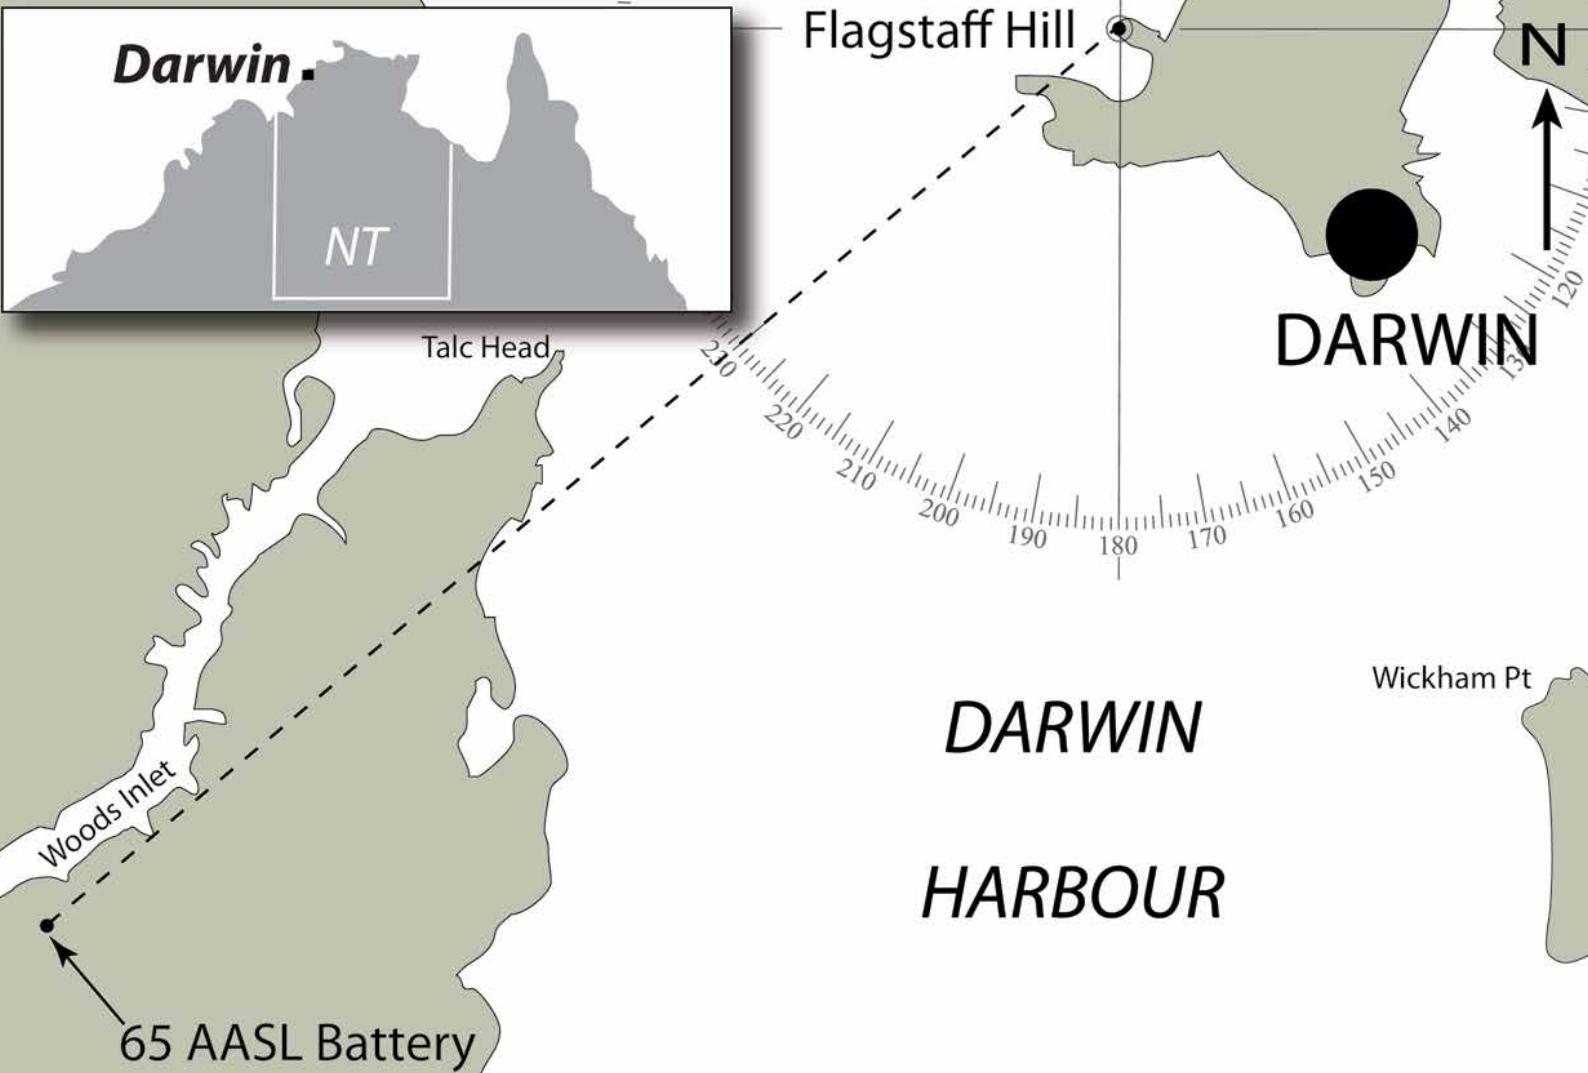 Darwin
NT
Flagstaff Hill
N
Talc Head
DARWIN
120
130
140
150
160
170
180
190
200
210
220
230
Wickham Pt
DARWIN
HARBOUR
Woods Inlet
65 AASL Battery